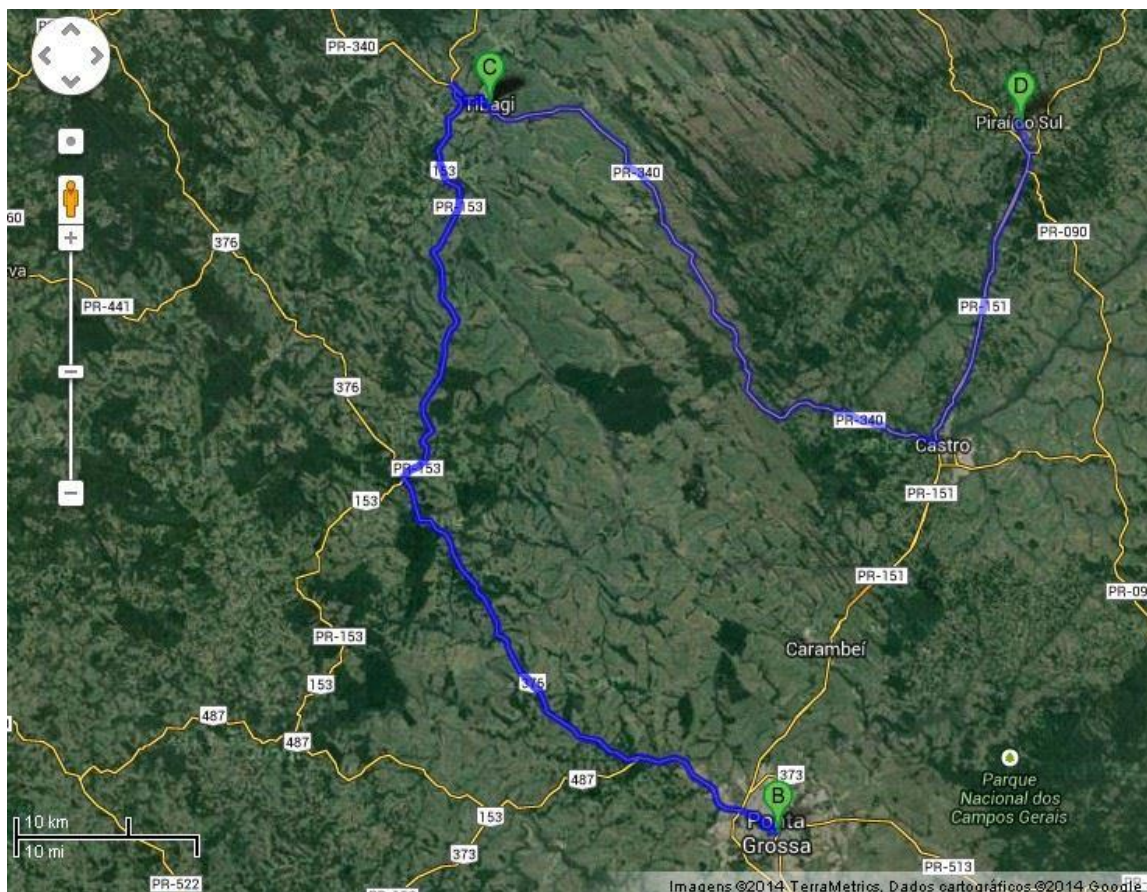 PR-340
C
Tibagi
D
Piraí do Sul
153
PR-340
PR-153
60
PR-090
376
rva
PR-441
PR-151
376
PR-340
Castro
PR-153
153
PR-151
PR-151
PR-09
PR-153
Carambeí
153
376
487
487
487
373
Parque
Nacional dos
Campos Gerais
B
Ponta
Grossa
10 km
10 mi
153
373
PR-513
PR-522
Imagens ©2014 TerraMetrics, Dados cartográficos ©2014 Google